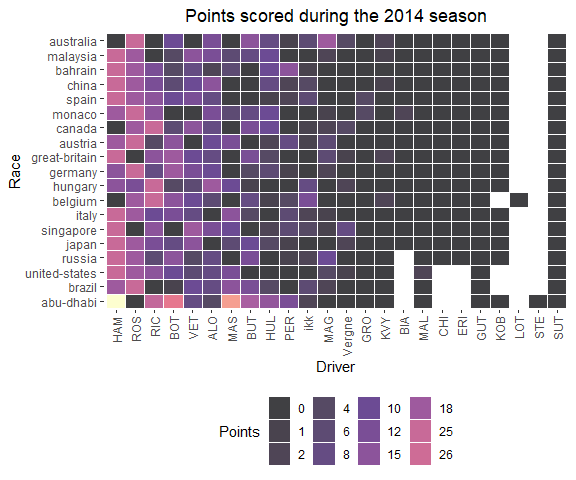 Points scored during the 2014 season
Race
australia
malaysia
bahrain
china
spain
monaco
canada
austria
great-britain
germany
hungary
belgium
italy
singapore
japan
russia
united-states
brazil
abu-dhabi
HAM ROS RIC BOT VET ALO MAS BUT HUL PER ikk MAG Vergne GRO KVY BIA MAL CHI ERI GUT KOB LOT STE SUT
Driver
Points
0 4 10 18
1 6 12 25
2 8 15 26